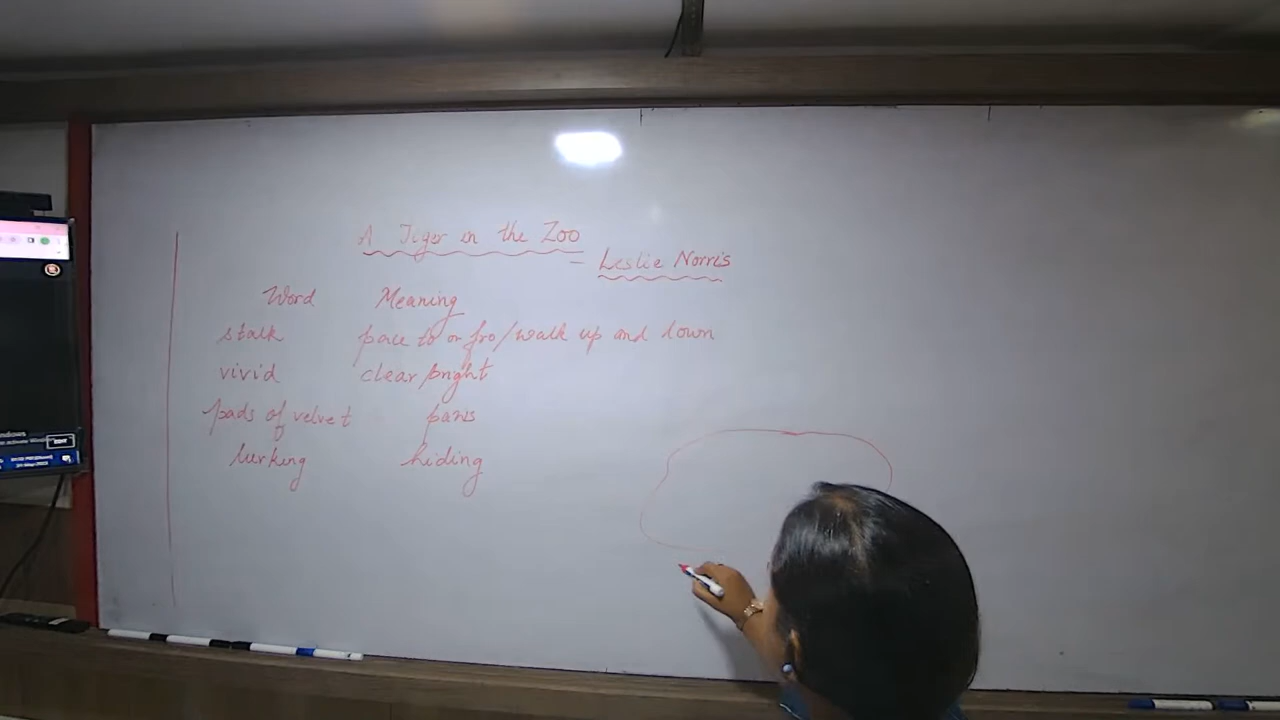 A Tiger in the Zoo
- Leslie Norris
Word Meaning
stalk pace to or fro/walk up and down
vivid clear/bright
pads of velvet paws
lurking hiding